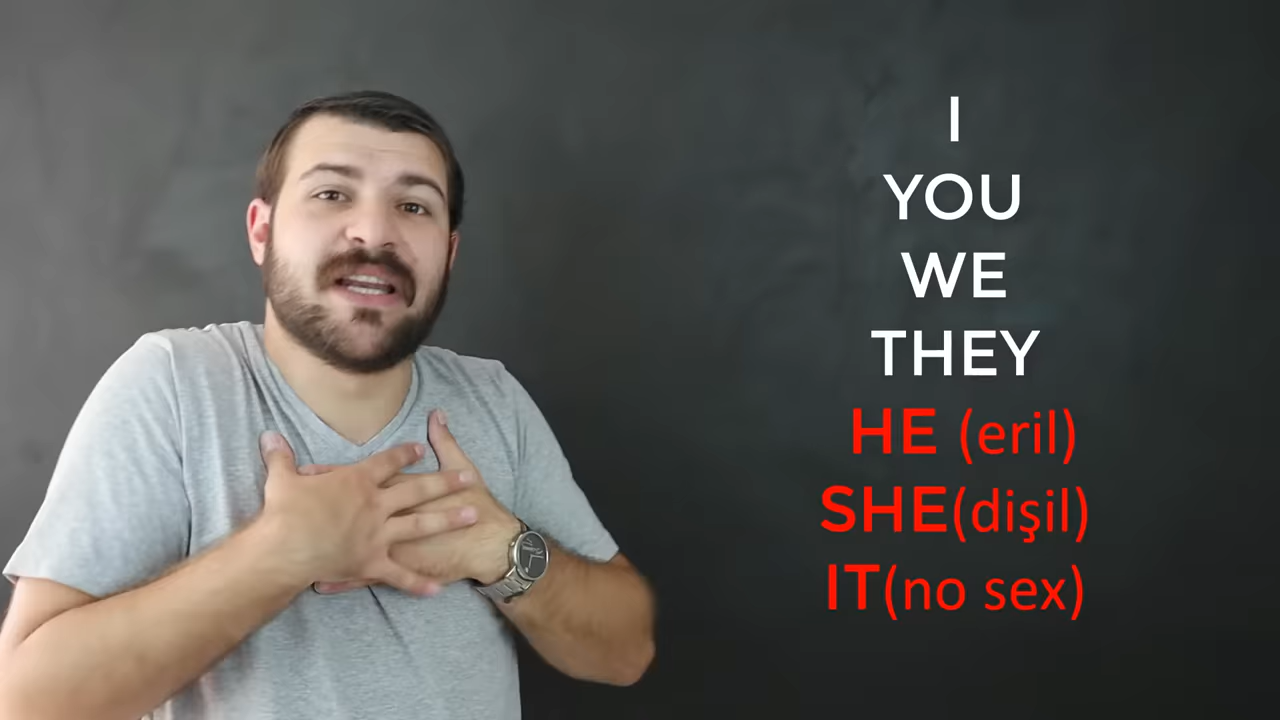 I
YOU
WE
THEY
HE (eril)
SHE(dişil)
IT(no sex)